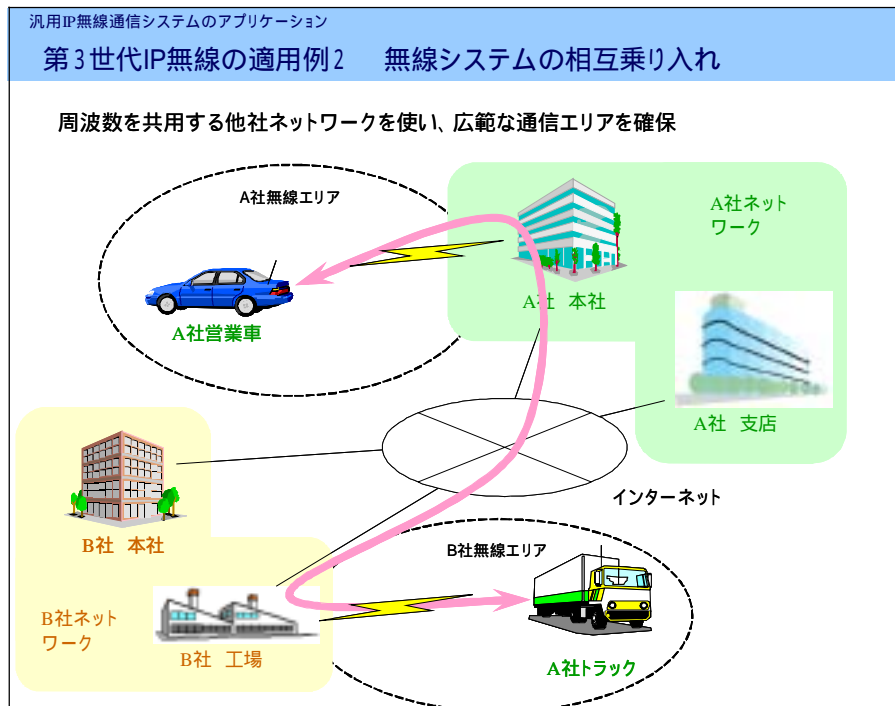 汎用IP無線通信システムのアプリケーション
第3世代IP無線の適用例2　無線システムの相互乗り入れ
周波数を共用する他社ネットワークを使い、広範な通信エリアを確保
A社無線エリア
A社ネット
ワーク
A社 本社
A社営業車
A社 支店
インターネット
B社 本社
B社無線エリア
B社ネット
ワーク
B社 工場
A社トラック